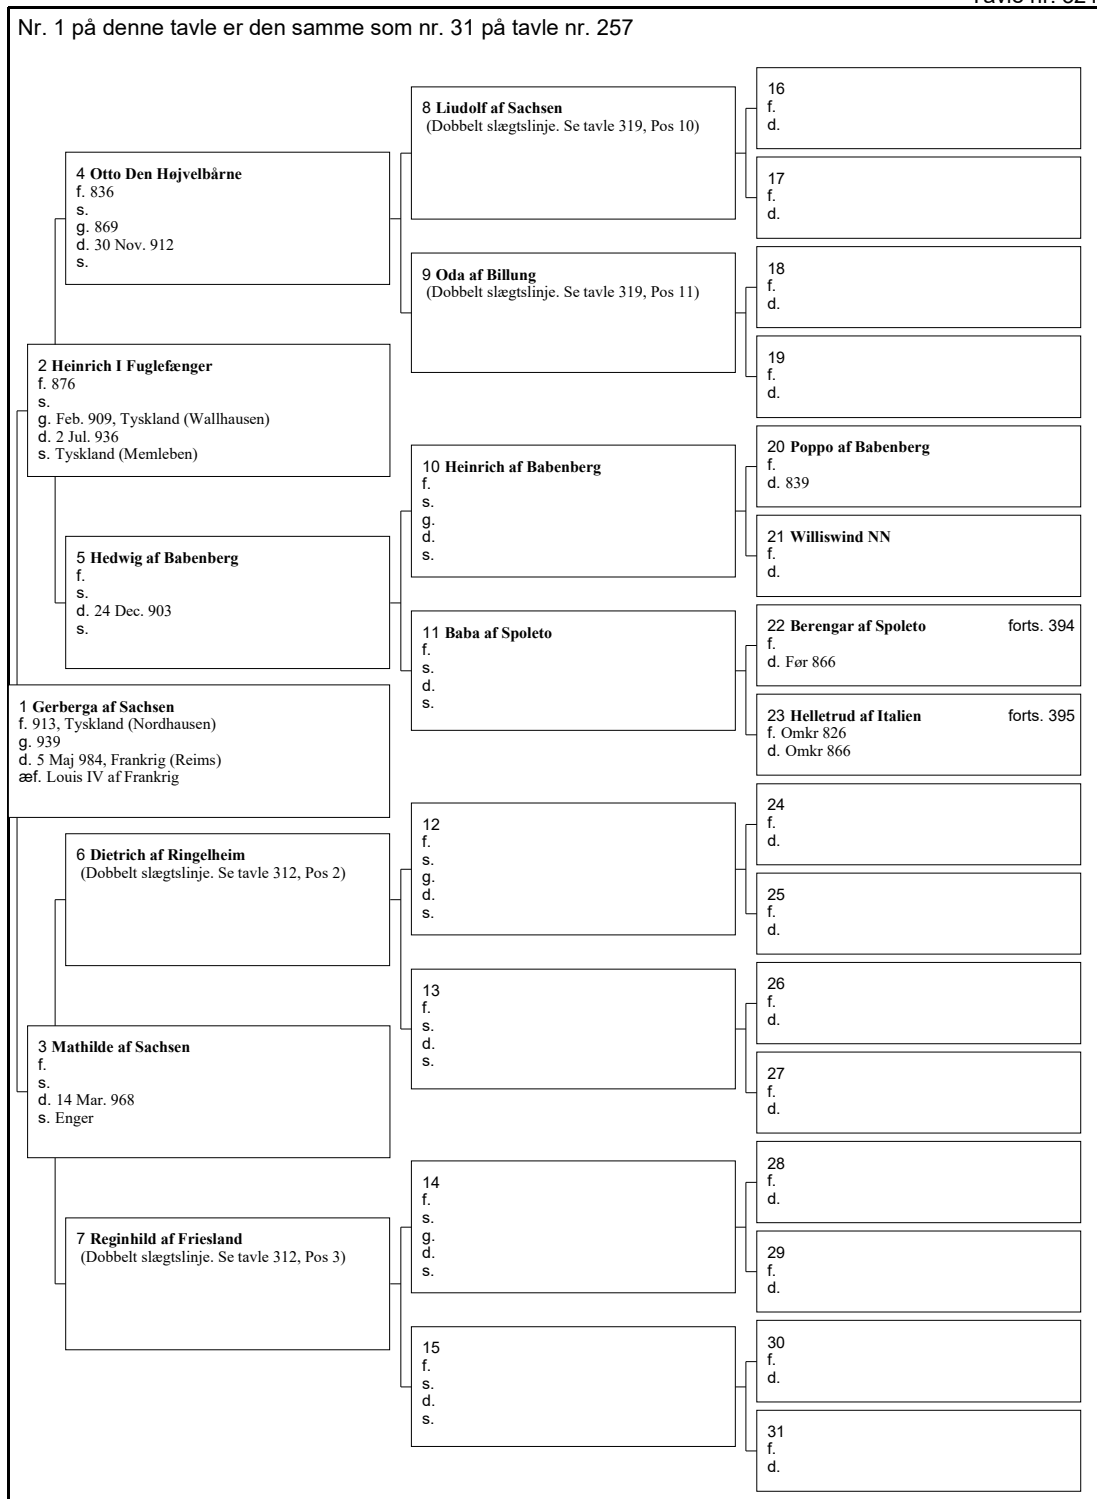 Nr. 1 på denne tavle er den samme som nr. 31 på tavle nr. 257
16
f.
d.
8 Liudolf af Sachsen
(Dobbelt slægtslinje. Se tavle 319, Pos 10)
17
f.
d.
4 Otto Den Højvelbårne
f. 836
s.
g. 869
d. 30 Nov. 912
s.
18
f.
d.
9 Oda af Billung
(Dobbelt slægtslinje. Se tavle 319, Pos 11)
19
f.
d.
2 Heinrich I Fuglefænger
f. 876
s.
g. Feb. 909, Tyskland (Wallhausen)
d. 2 Jul. 936
s. Tyskland (Memleben)
20 Poppo af Babenberg
f.
d. 839
10 Heinrich af Babenberg
f.
s.
g.
d.
s.
21 Williswind NN
f.
d.
5 Hedwig af Babenberg
f.
s.
d. 24 Dec. 903
s.
22 Berengar af Spoleto forts. 394
f.
d. Før 866
11 Baba af Spoleto
f.
s.
d.
s.
23 Helletrud af Italien forts. 395
f. Omkr 826
d. Omkr 866
1 Gerberga af Sachsen
f. 913, Tyskland (Nordhausen)
g. 939
d. 5 Maj 984, Frankrig (Reims)
æf. Louis IV af Frankrig
24
f.
d.
12
f.
s.
g.
d.
s.
25
f.
d.
6 Dietrich af Ringelheim
(Dobbelt slægtslinje. Se tavle 312, Pos 2)
26
f.
d.
13
f.
s.
d.
s.
27
f.
d.
3 Mathilde af Sachsen
f.
s.
d. 14 Mar. 968
s. Enger
28
f.
d.
14
f.
s.
g.
d.
s.
29
f.
d.
7 Reginhild af Friesland
(Dobbelt slægtslinje. Se tavle 312, Pos 3)
30
f.
d.
15
f.
s.
d.
s.
31
f.
d.